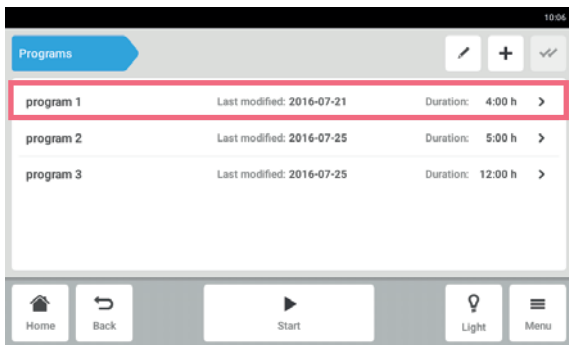 10:06
Programs
program 1 Last modified: 2016-07-21 Duration: 4:00 h
program 2 Last modified: 2016-07-25 Duration: 5:00 h
program 3 Last modified: 2016-07-25 Duration: 12:00 h
Home Back Start Light Menu